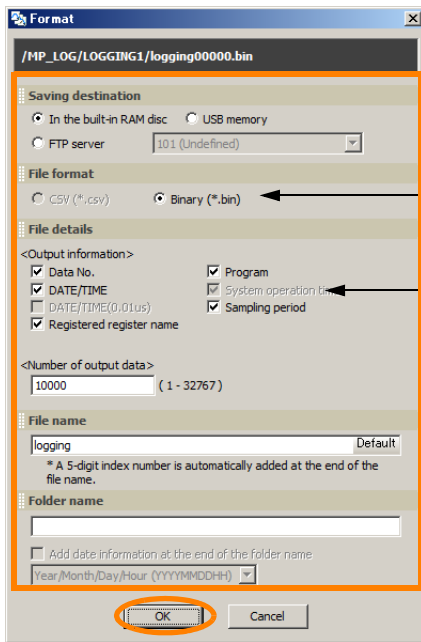 Format
/MP_LOG/LOGGING1/logging00000.bin
Saving destination
In the built-in RAM disc USB memory
FTP server 101 (Undefined)
File format
CSV (*.csv) Binary (*.bin)
File details
<Output information>
Data No. Program
DATE/TIME System operation
DATE/TIME(0.01us) Sampling period
Registered register name
<Number of output data>
10000 ( 1 - 32767 )
File name
logging Default
* A 5-digit index number is automatically added at the end of the
file name.
Folder name
Add date information at the end of the folder name
Year/Month/Day/Hour (YYYYMMDDHH)
OK Cancel